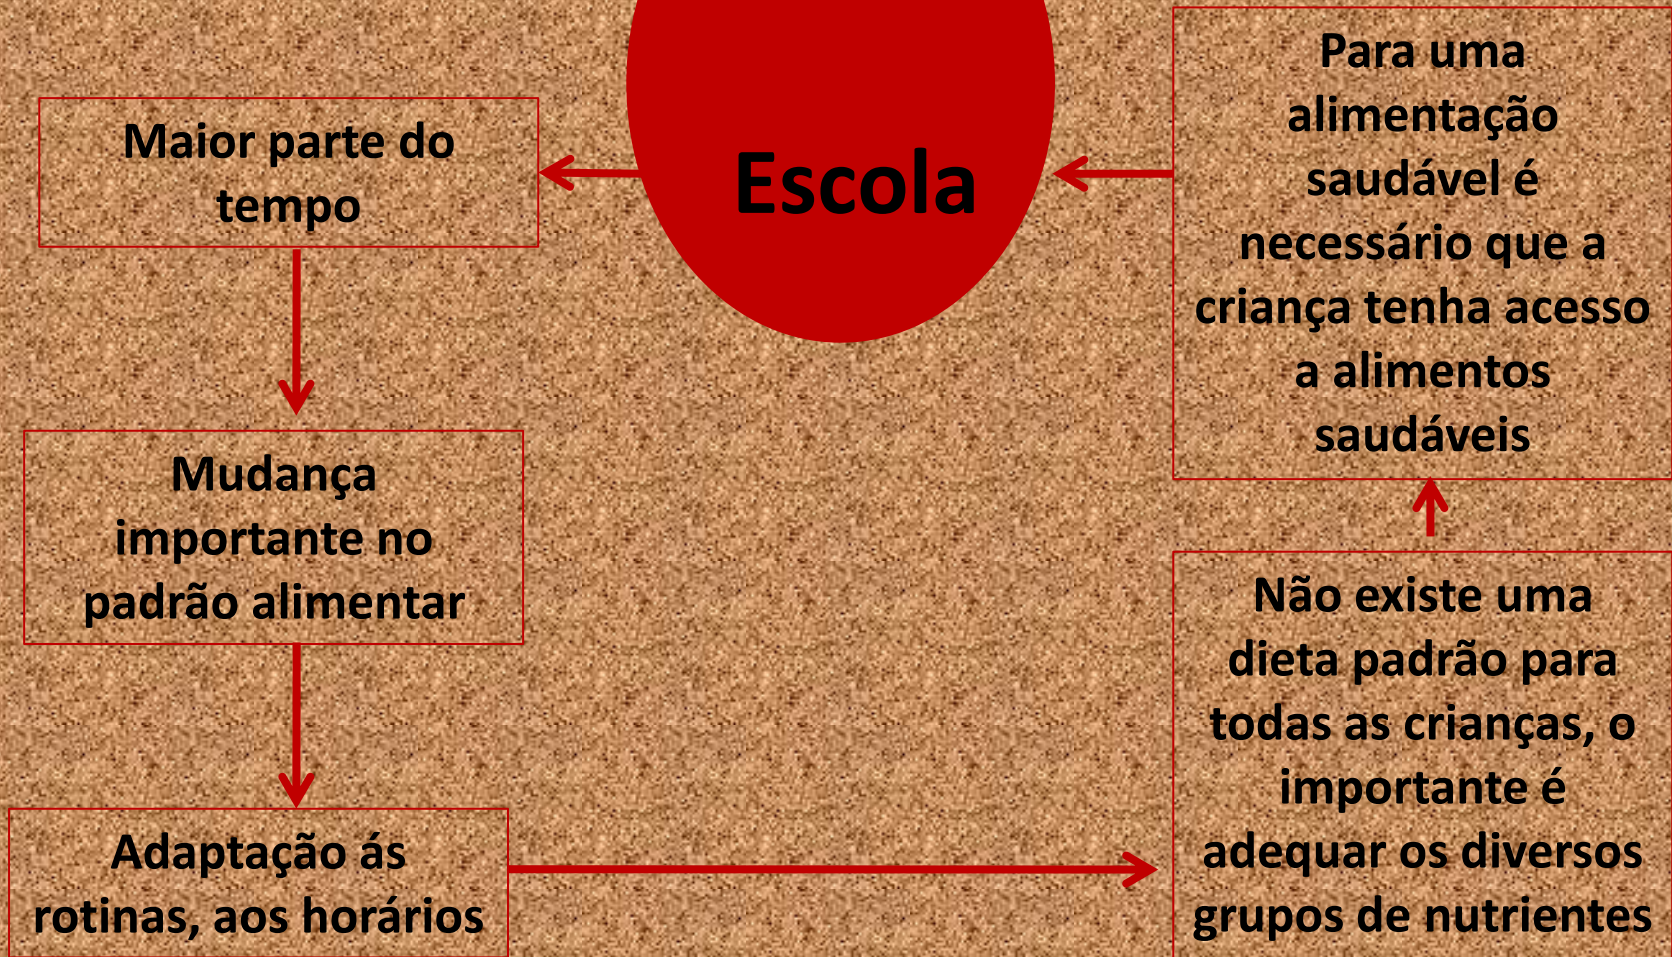 Escola
Maior parte do
tempo
Mudança
importante no
padrão alimentar
Adaptação ás
rotinas, aos horários
Não existe uma
dieta padrão para
todas as crianças, o
importante é
adequar os diversos
grupos de nutrientes
Para uma
alimentação
saudável é
necessário que a
criança tenha acesso
a alimentos
saudáveis